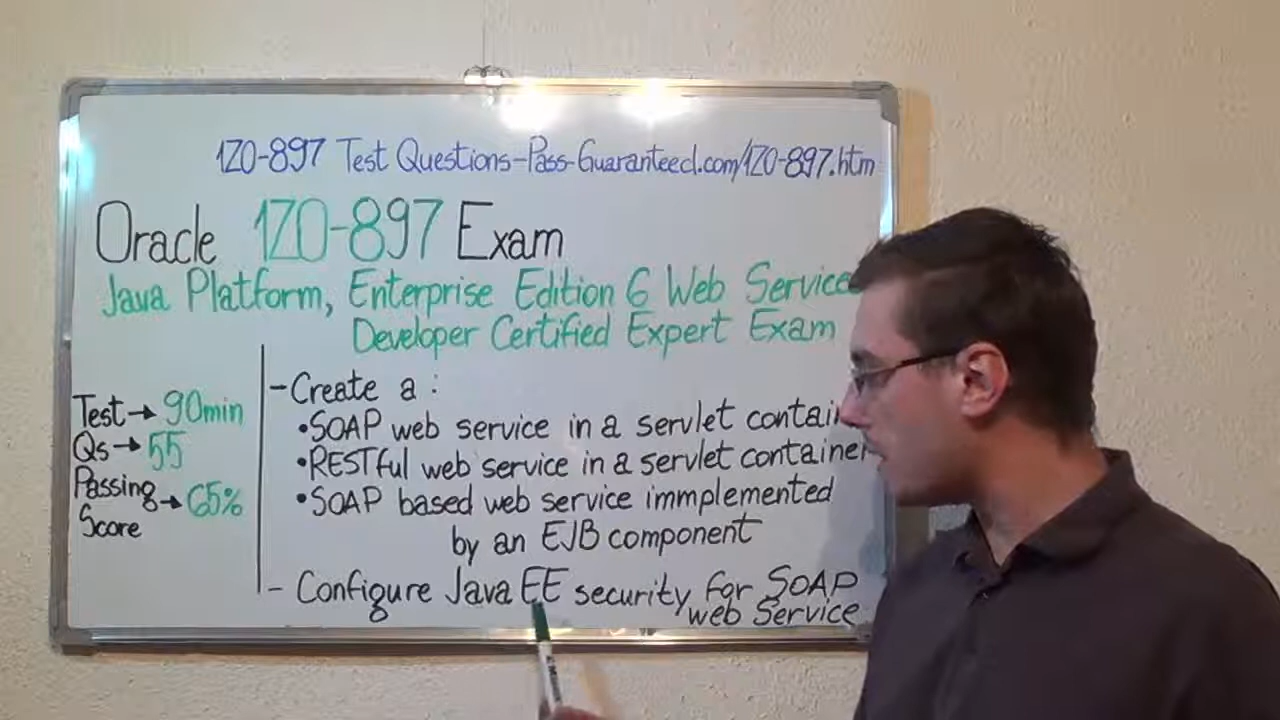 1Z0-897 Test Questions-Pass-Guaranteed.com/1Z0-897.htm
Oracle 1Z0-897 Exam
Java Platform, Enterprise Edition 6 Web Service
Developer Certified Expert Exam
Test → 90min
Qs → 55
Passing → 65%
Score
- Create a :
• SOAP web service in a servlet contain
• RESTful web service in a servlet container
• SOAP based web service immplemented
by an EJB component
- Configure Java EE security for SOAP
web Service